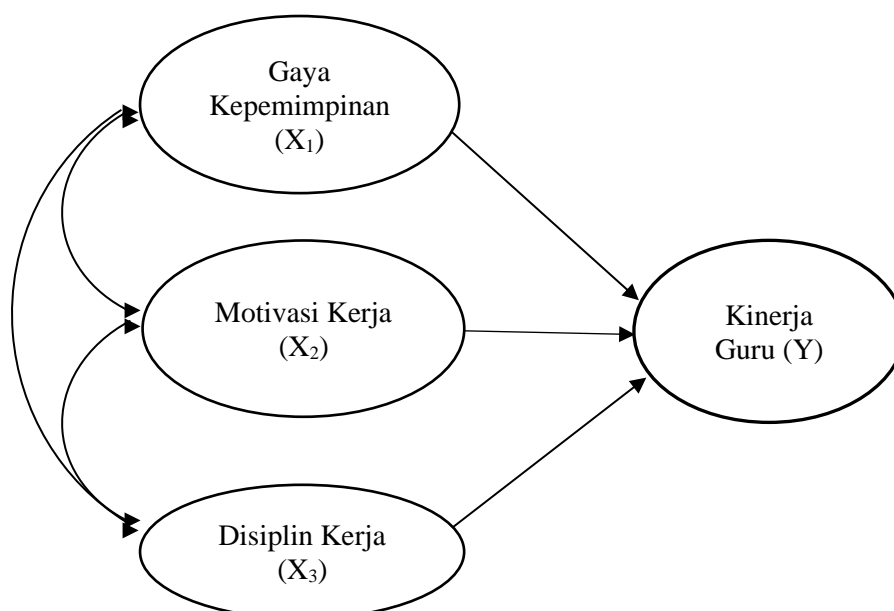 Gaya
Kepemimpinan
(X₁)
Motivasi Kerja
(X₂)
Kinerja
Guru (Y)
Disiplin Kerja
(X₃)